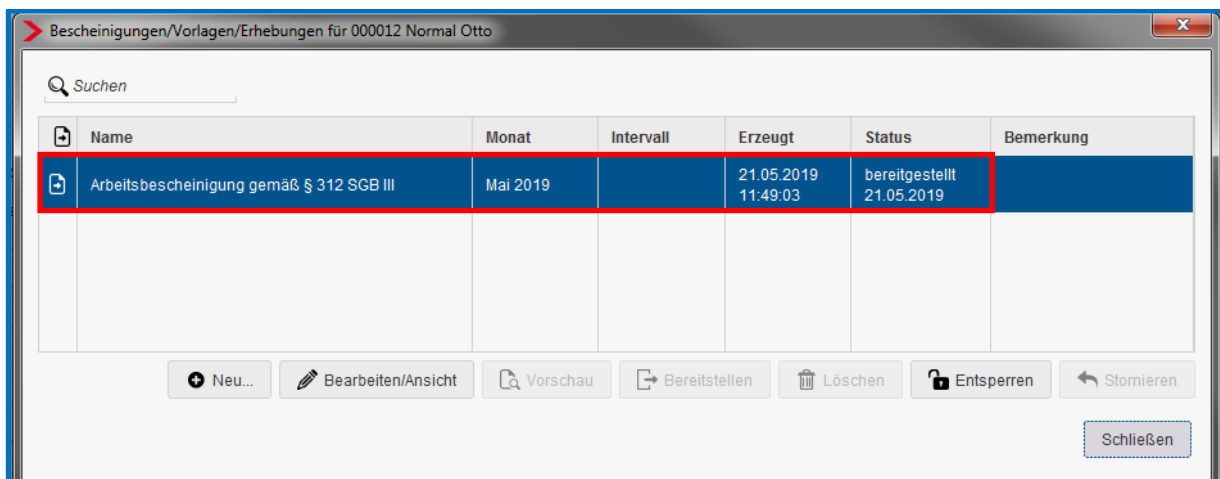 Bescheinigungen/Vorlagen/Erhebungen für 000012 Normal Otto
Suchen
Name Monat Intervall Erzeugt Status Bemerkung
Arbeitsbescheinigung gemäß § 312 SGB III Mai 2019 21.05.2019 11:49:03 bereitgestellt 21.05.2019
Neu... Bearbeiten/Ansicht Vorschau Bereitstellen Löschen Entsperren Stornieren
Schließen